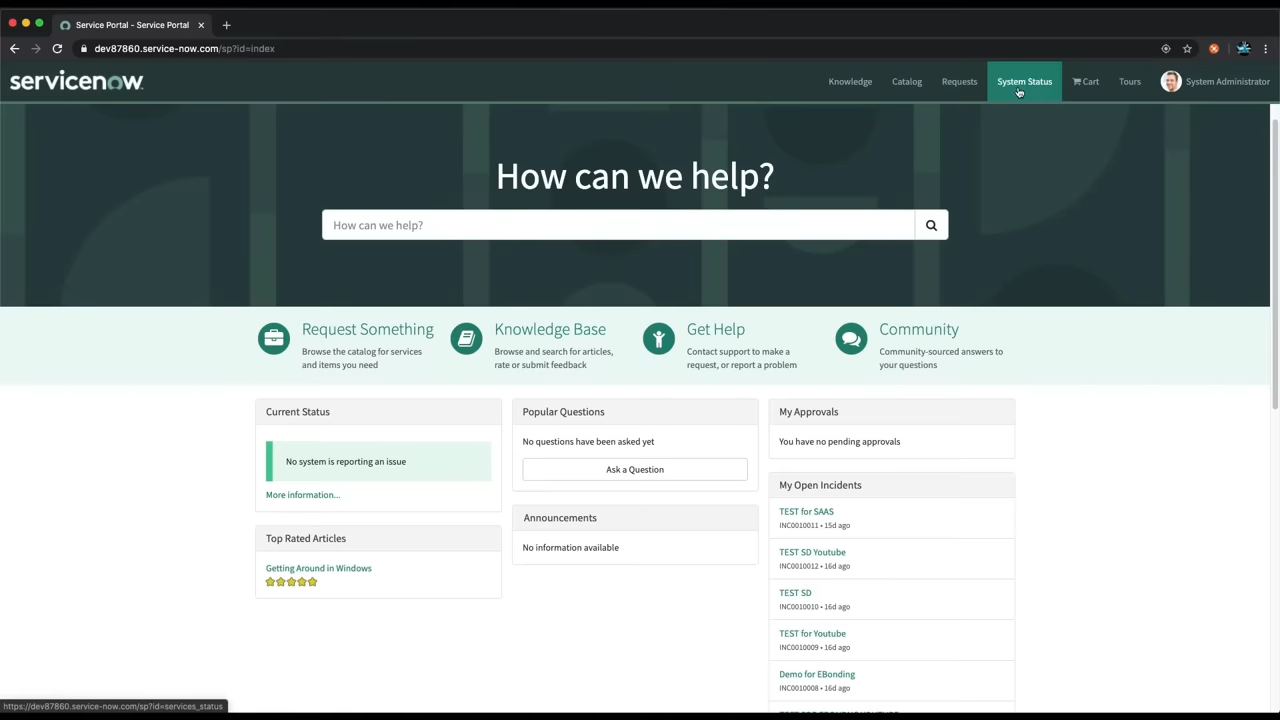 Service Portal - Service Portal
dev87860.service-now.com/sp?id=index
servicenow
Knowledge
Catalog
Requests
System Status
Cart
Tours
System Administrator
How can we help?
How can we help?
Request Something
Browse the catalog for services
and items you need
Knowledge Base
Browse and search for articles,
rate or submit feedback
Get Help
Contact support to make a
request, or report a problem
Community
Community-sourced answers to
your questions
Current Status
No system is reporting an issue
More information...
Top Rated Articles
Getting Around in Windows
Popular Questions
No questions have been asked yet
Ask a Question
Announcements
No information available
My Approvals
You have no pending approvals
My Open Incidents
TEST for SAAS
INC0010011 • 15d ago
TEST SD Youtube
INC0010012 • 16d ago
TEST SD
INC0010010 • 16d ago
TEST for Youtube
INC0010009 • 16d ago
Demo for EBonding
INC0010008 • 16d ago
https://dev87860.service-now.com/sp?id=services_status